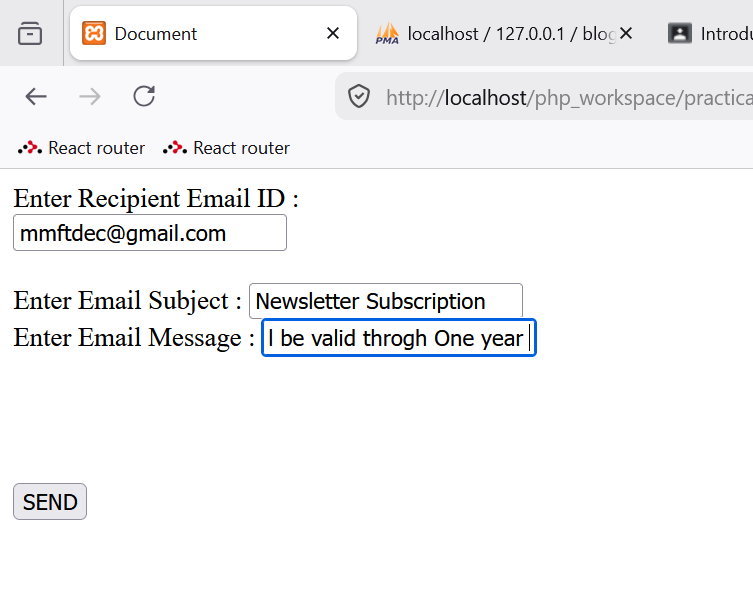 Document
PMA localhost / 127.0.0.1 / blog
Introdu
http://localhost/php_workspace/practica
React router React router
Enter Recipient Email ID :
mmftdec@gmail.com
Enter Email Subject : Newsletter Subscription
Enter Email Message : l be valid throgh One year
SEND